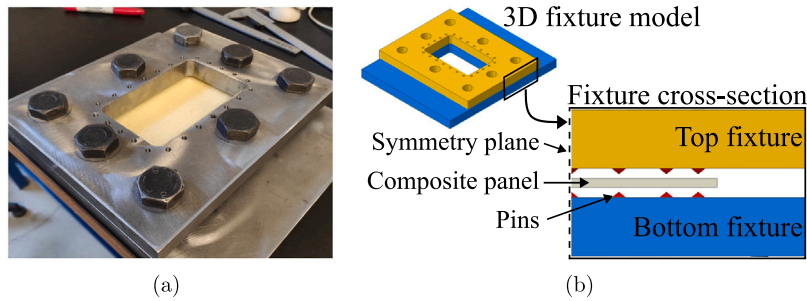 3D fixture model
Fixture cross-section
Symmetry plane
Top fixture
Composite panel
Pins
Bottom fixture
(a)
(b)